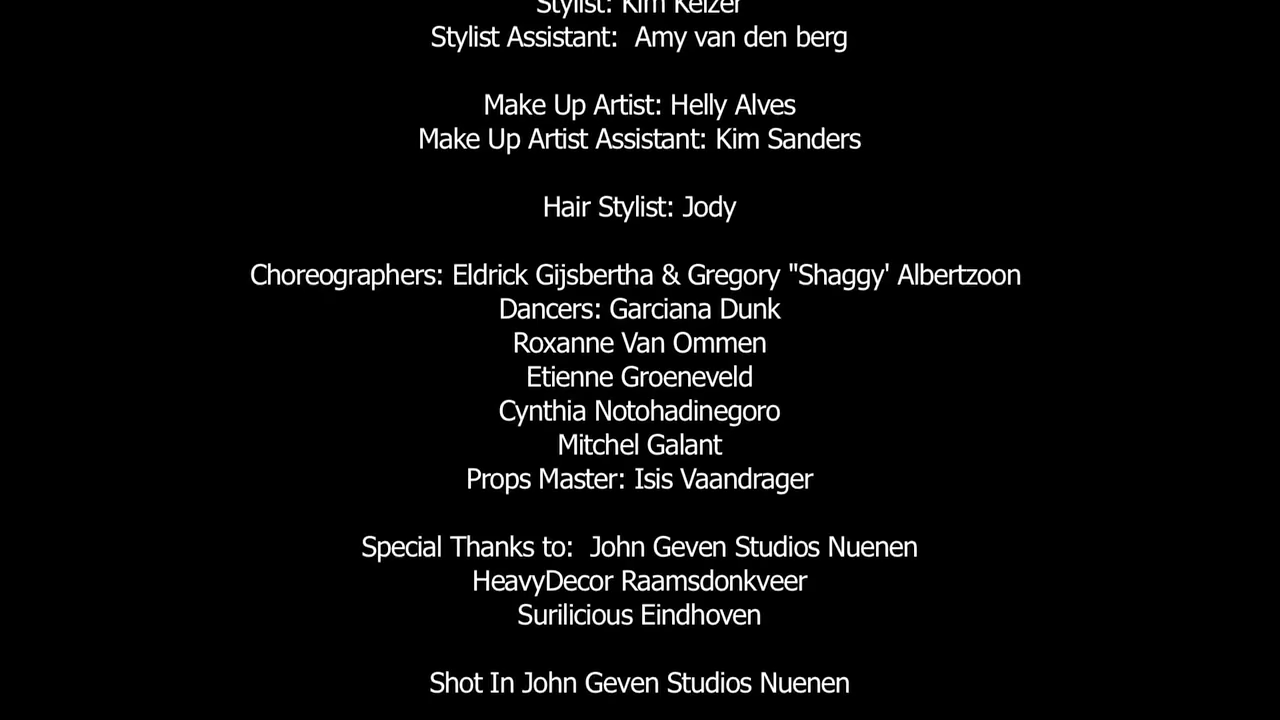 Stylist: Kim Keizer
Stylist Assistant:  Amy van den berg
Make Up Artist: Helly Alves
Make Up Artist Assistant: Kim Sanders
Hair Stylist: Jody
Choreographers: Eldrick Gijsbertha & Gregory "Shaggy' Albertzoon
Dancers: Garciana Dunk
Roxanne Van Ommen
Etienne Groeneveld
Cynthia Notohadinegoro
Mitchel Galant
Props Master: Isis Vaandrager
Special Thanks to:  John Geven Studios Nuenen
HeavyDecor Raamsdonkveer
Surilicious Eindhoven
Shot In John Geven Studios Nuenen